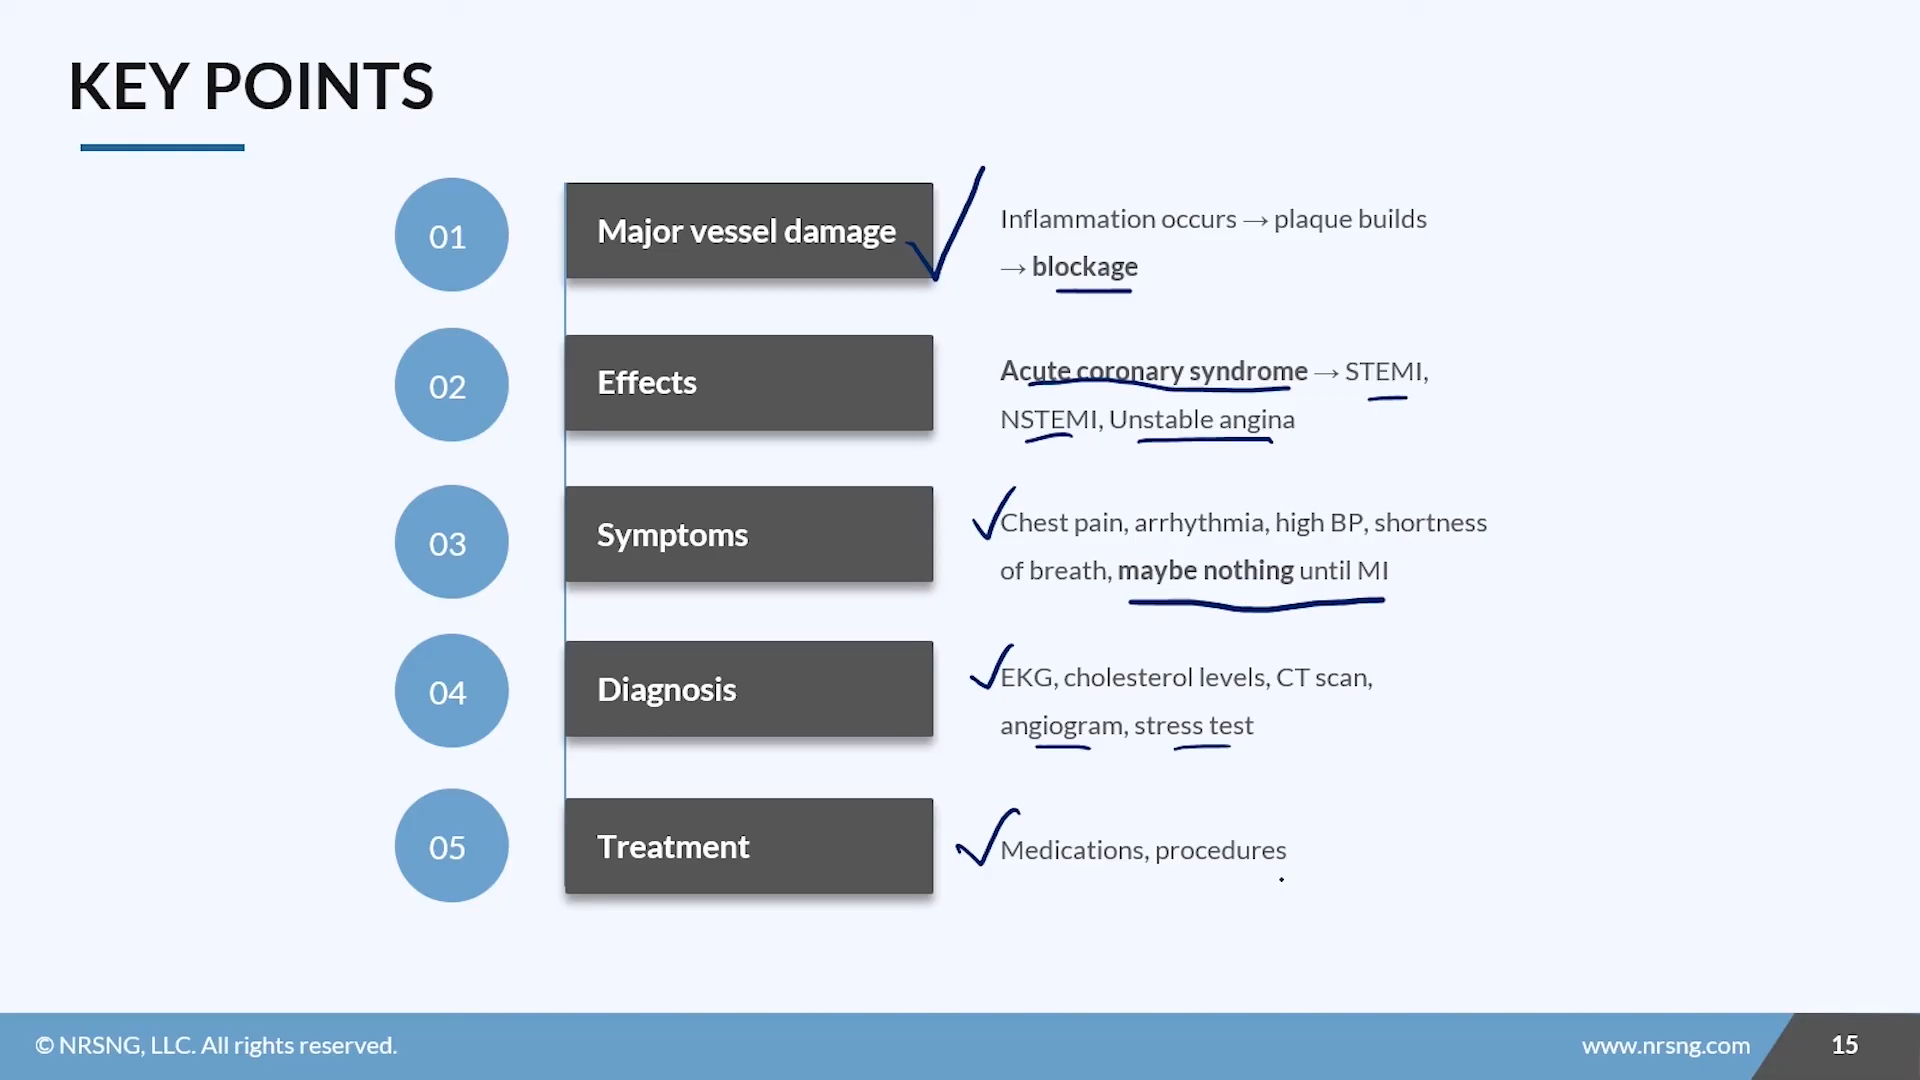 KEY POINTS
01
Major vessel damage
Inflammation occurs → plaque builds
→ blockage
02
Effects
Acute coronary syndrome → STEMI,
NSTEMI, Unstable angina
03
Symptoms
Chest pain, arrhythmia, high BP, shortness
of breath, maybe nothing until MI
04
Diagnosis
EKG, cholesterol levels, CT scan,
angiogram, stress test
05
Treatment
Medications, procedures
© NRSNG, LLC. All rights reserved.
www.nrsng.com
15